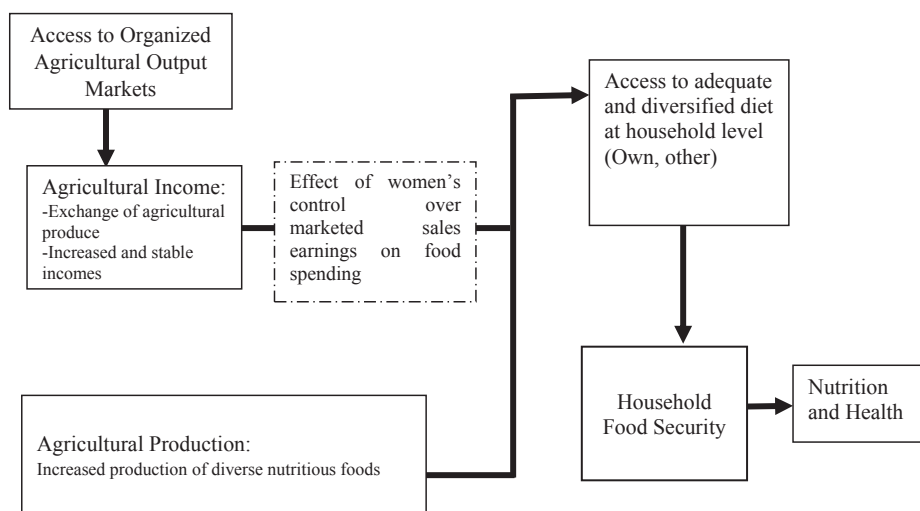 Access to Organized
Agricultural Output
Markets
Agricultural Income:
-Exchange of agricultural
produce
-Increased and stable
incomes
Effect of women's
control over
marketed sales
earnings on food
spending
Agricultural Production:
Increased production of diverse nutritious foods
Access to adequate
and diversified diet
at household level
(Own, other)
Household
Food Security
Nutrition
and Health